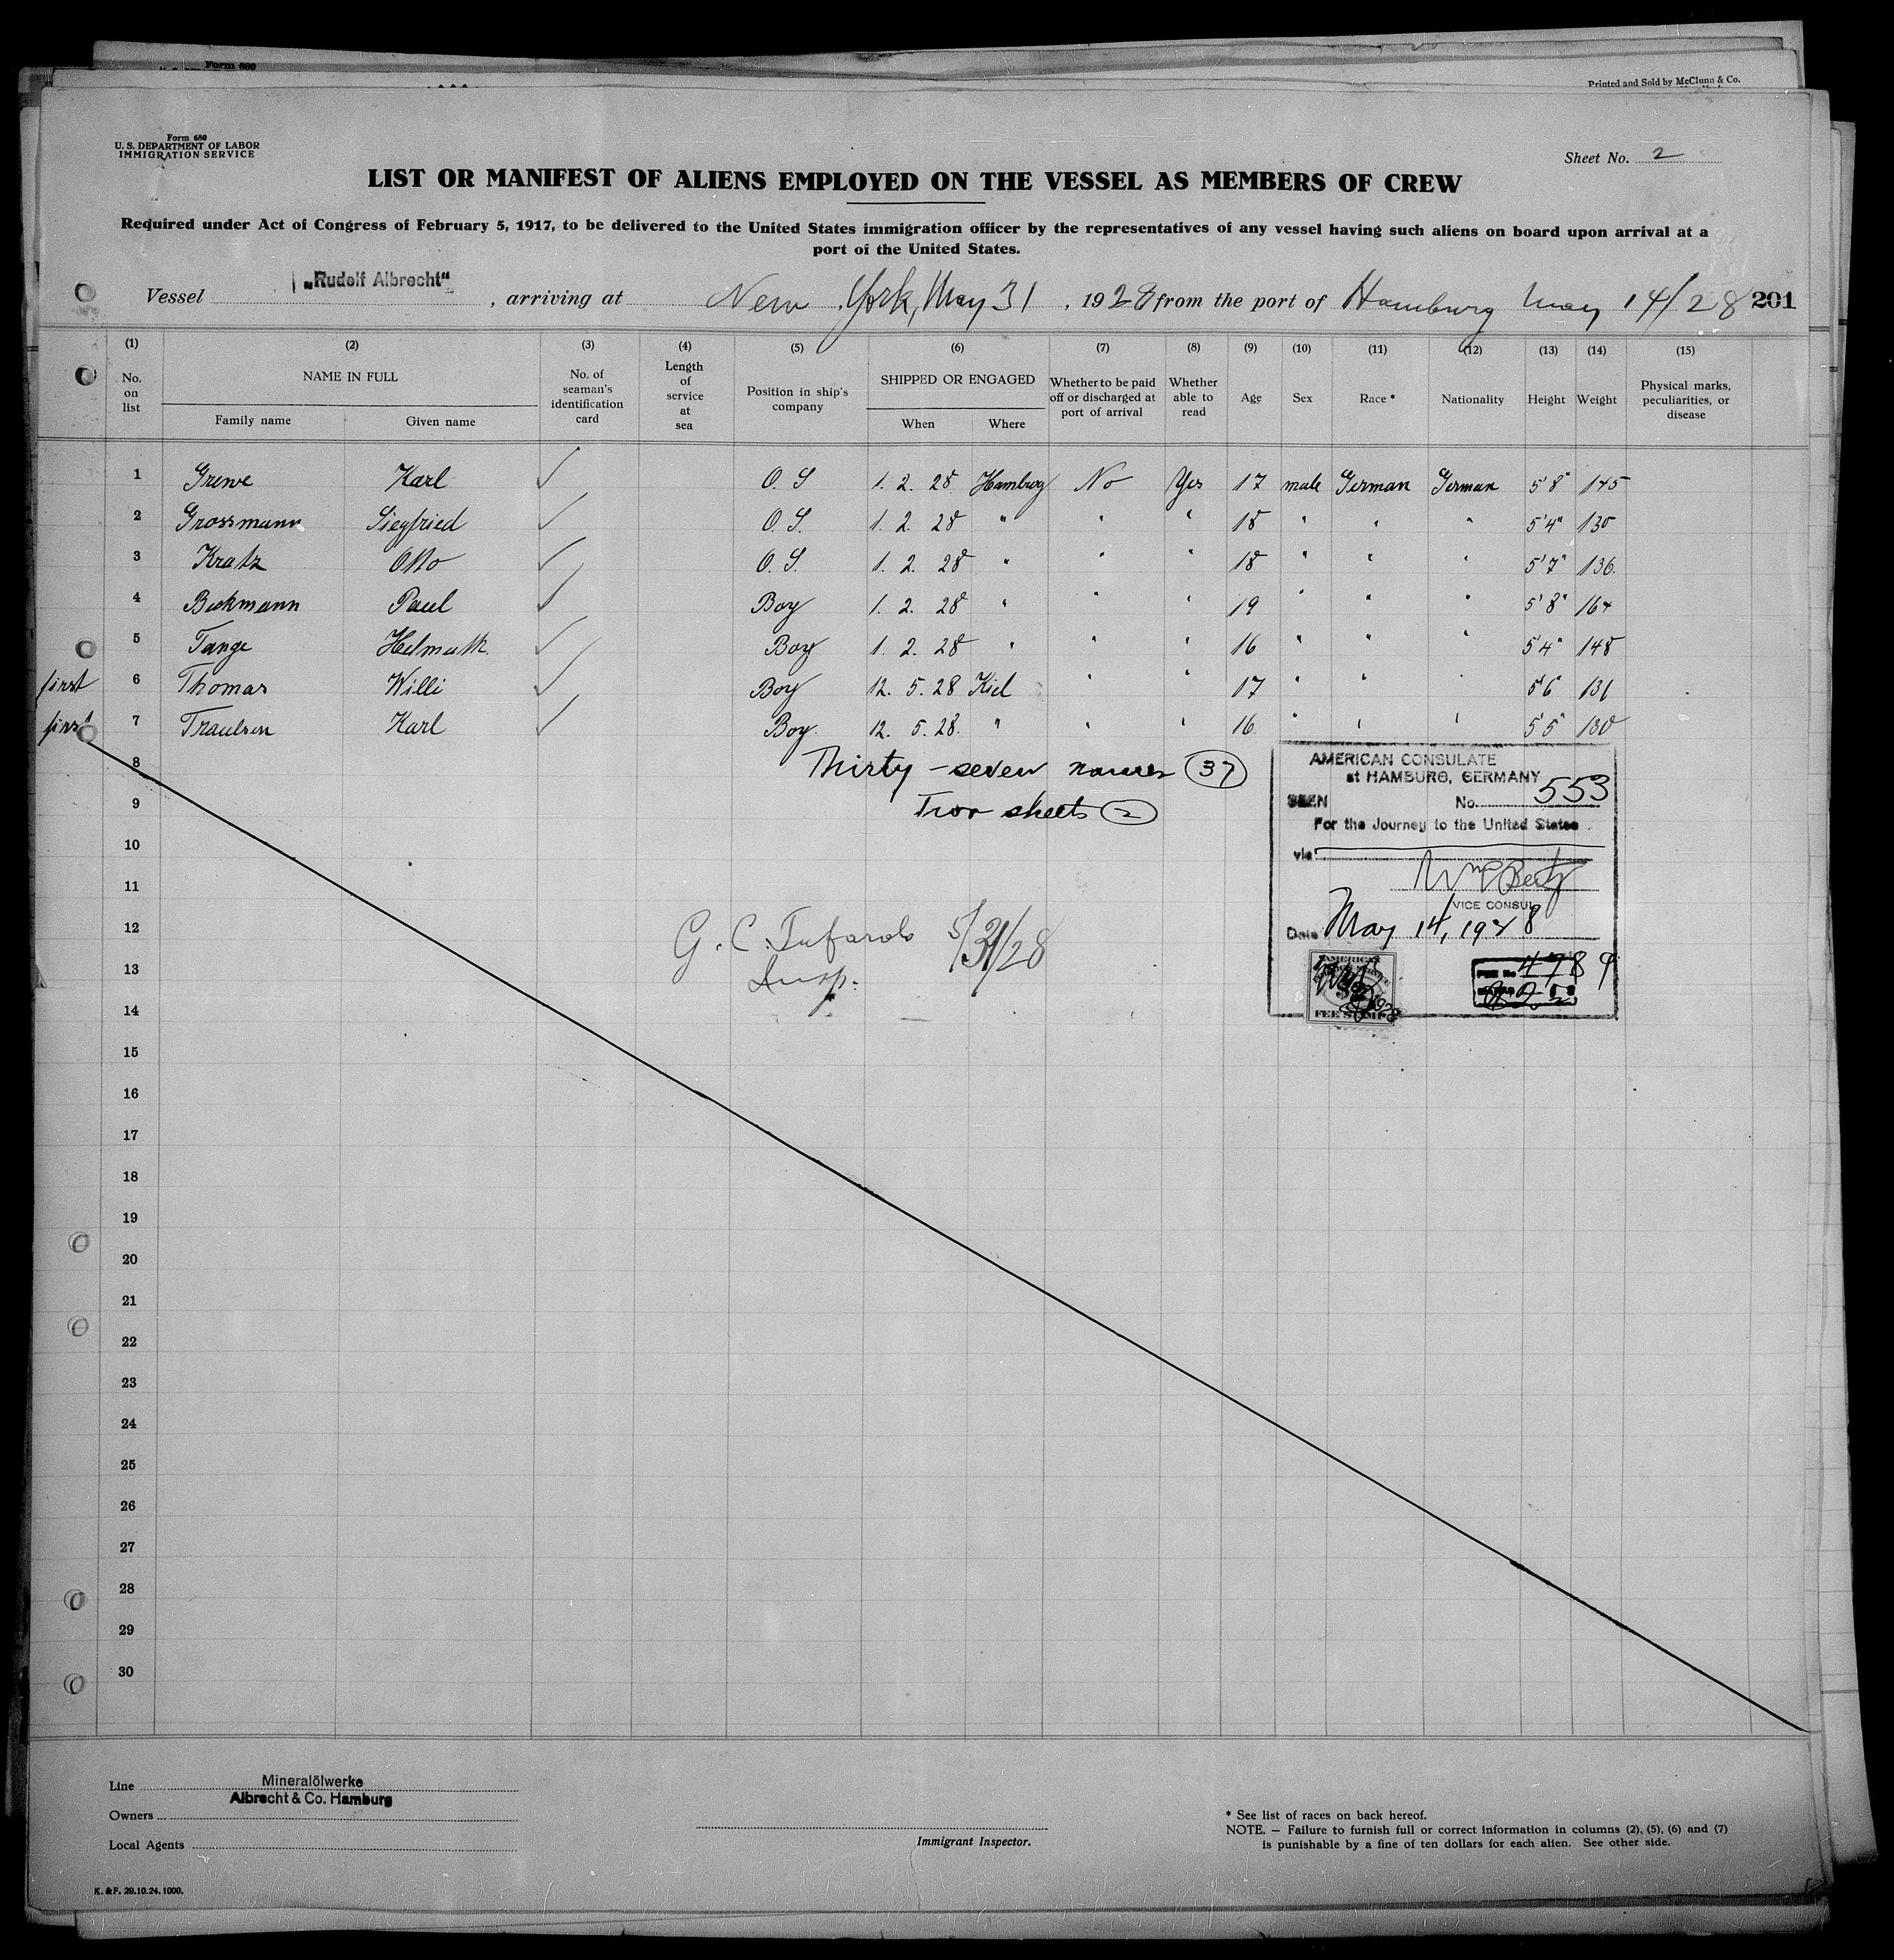 Form 680
Printed and Sold by McClunn & Co.
Form 680
U. S. DEPARTMENT OF LABOR
IMMIGRATION SERVICE
Sheet No. 2
LIST OR MANIFEST OF ALIENS EMPLOYED ON THE VESSEL AS MEMBERS OF CREW
Required under Act of Congress of February 5, 1917, to be delivered to the United States immigration officer by the representatives of any vessel having such aliens on board upon arrival at a
port of the United States.
Vessel „Rudolf Albrecht“, arriving at New York, May 31, 1928 from the port of Hamburg May 14/28 201
(1) (2) (3) (4) (5) (6) (7) (8) (9) (10) (11) (12) (13) (14) (15)
No. on list NAME IN FULL Family name Given name No. of seaman's identification card Length of service at sea Position in ship's company SHIPPED OR ENGAGED When Where Whether to be paid off or discharged at port of arrival Whether able to read Age Sex Race * Nationality Height Weight Physical marks, peculiarities, or disease
1 Grewe Karl ✓ O. S 1. 2. 28 Hamburg No Yes 17 male German German 5'8" 145
2 Grossmann Siegfried ✓ O. S. 1. 2. 28 " " " 18 " " " 5'4" 130
3 Kratz Otto ✓ O. S. 1. 2. 28 " " " 18 " " " 5'7" 136
4 Beckmann Paul ✓ Boy 1. 2. 28 " " " 19 " " " 5'8" 164
5 Tange Helmuth ✓ Boy 1. 2. 28 " " " 16 " " " 5'4" 148
first 6 Thomas Willi ✓ Boy 12. 5. 28 Kiel " " 17 " " " 5'6" 131
first 7 Traulsen Karl ✓ Boy. 12. 5. 28. " " " 16 " " " 5'5" 130
8 Thirty-seven names (37)
9 Two sheets (2)
10
11
12 G. C. Tufarolo 5/31/28
13 Insp.
14
15
16
17
18
19
20
21
22
23
24
25
26
27
28
29
30
AMERICAN CONSULATE
at HAMBURG, GERMANY
SEEN No. 553
For the Journey to the United States
via
VICE CONSUL
Date May 14, 1928
AMERICAN
FEE STAMP
FEE No 4789
Line Mineralölwerke
Albrecht & Co. Hamburg
Owners
Local Agents
Immigrant Inspector.
* See list of races on back hereof.
NOTE. — Failure to furnish full or correct information in columns (2), (5), (6) and (7)
is punishable by a fine of ten dollars for each alien. See other side.
K. & F. 29.10.24. 1000.